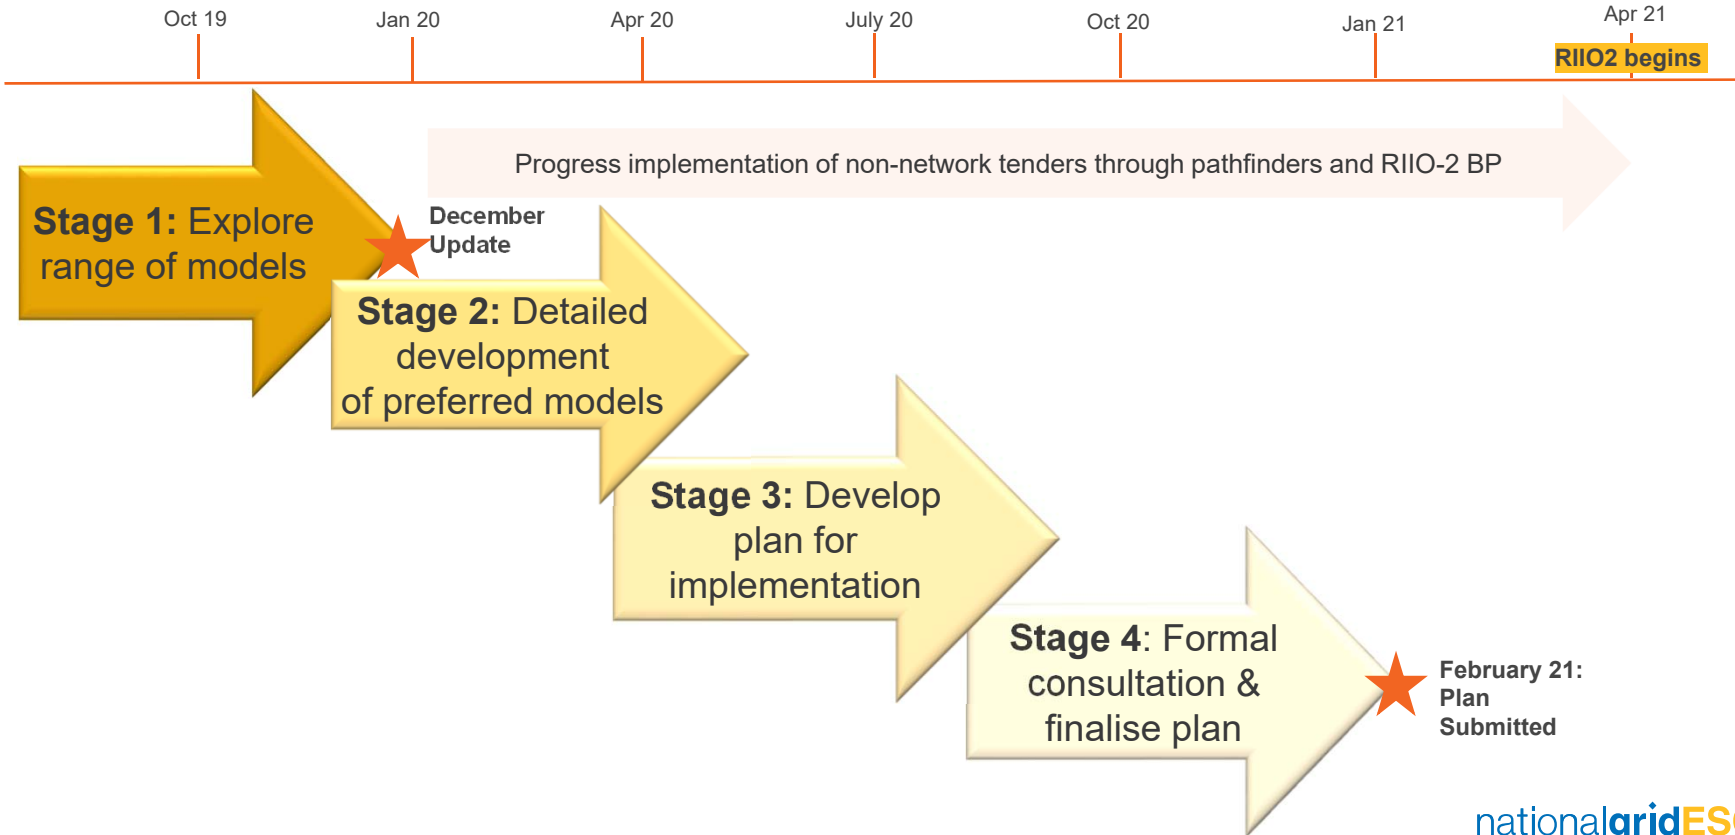 Oct 19
Jan 20
Apr 20
July 20
Oct 20
Jan 21
Apr 21
RIIO2 begins
Progress implementation of non-network tenders through pathfinders and RIIO-2 BP
Stage 1: Explore
range of models
December
Update
Stage 2: Detailed
development
of preferred models
Stage 3: Develop
plan for
implementation
Stage 4: Formal
consultation &
finalise plan
February 21:
Plan
Submitted
nationalgridES